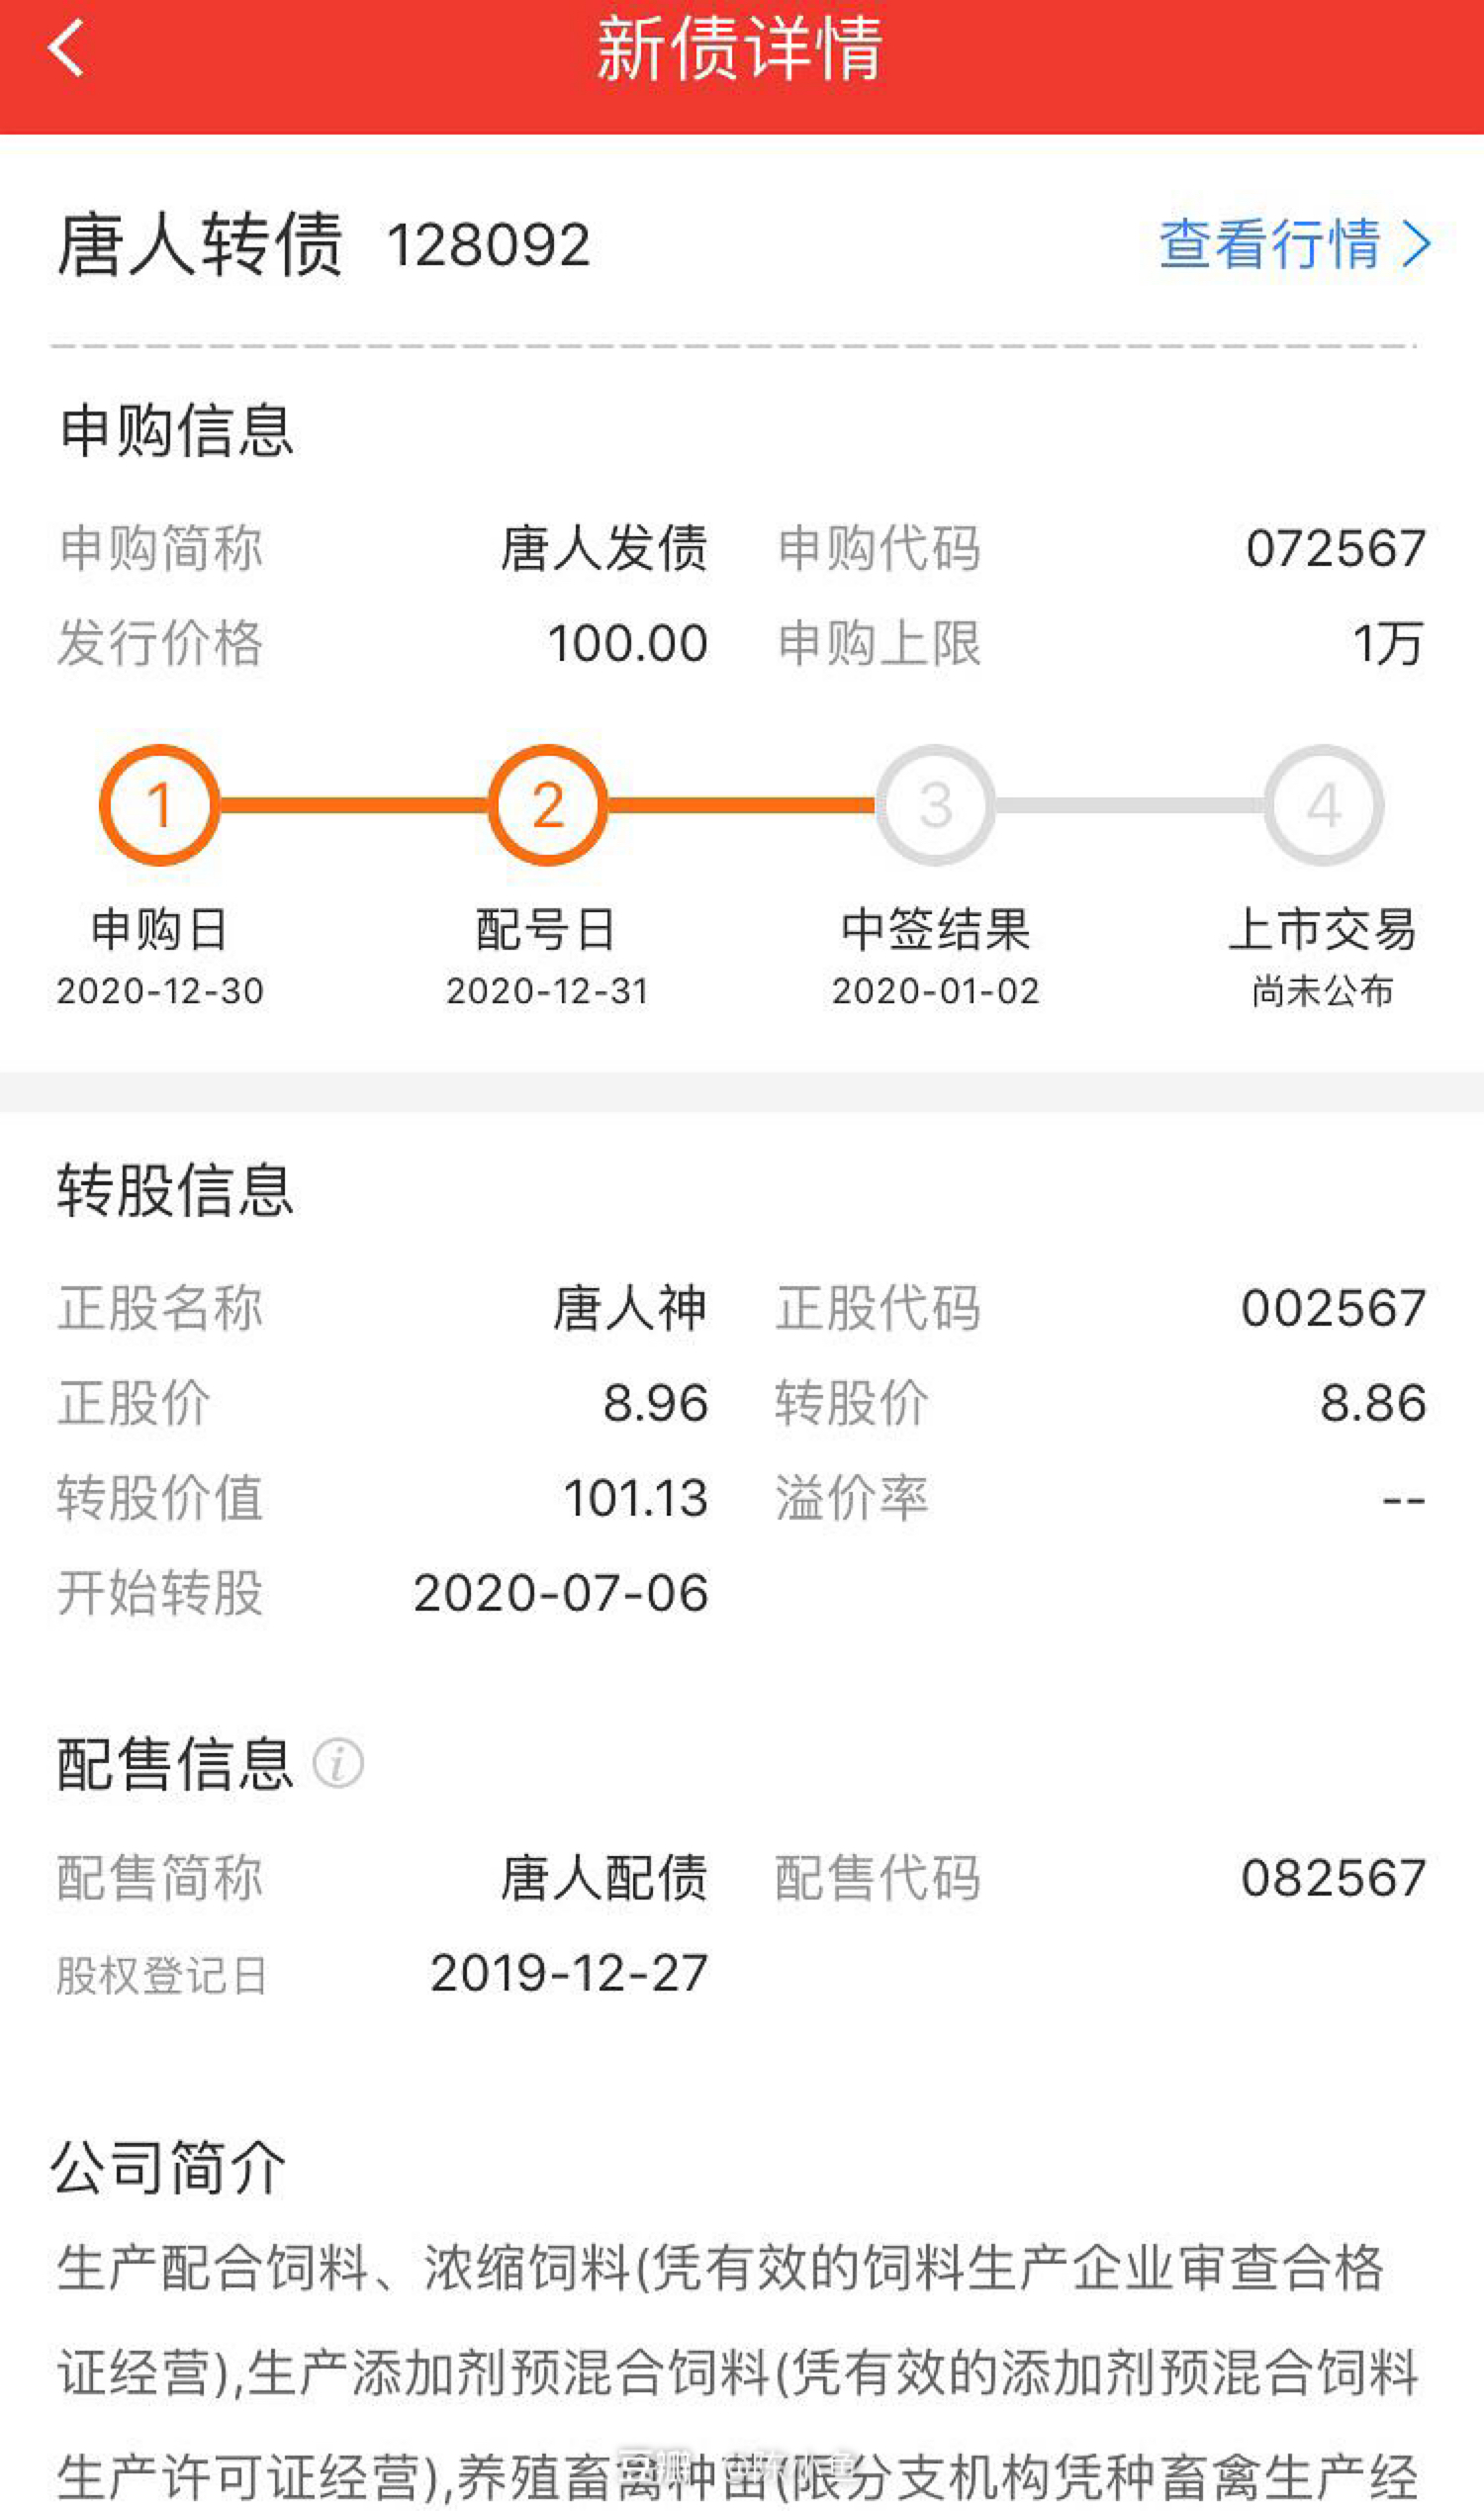 新债详情
唐人转债 128092 查看行情
申购信息
申购简称 唐人发债 申购代码 072567
发行价格 100.00 申购上限 1万
1 2 3 4
申购日 配号日 中签结果 上市交易
2020-12-30 2020-12-31 2020-01-02 尚未公布
转股信息
正股名称 唐人神 正股代码 002567
正股价 8.96 转股价 8.86
转股价值 101.13 溢价率 --
开始转股 2020-07-06
配售信息 i
配售简称 唐人配债 配售代码 082567
股权登记日 2019-12-27
公司简介
生产配合饲料、浓缩饲料(凭有效的饲料生产企业审查合格
证经营),生产添加剂预混合饲料(凭有效的添加剂预混合饲料
生产许可证经营),养殖畜禽种苗(限分支机构凭种畜禽生产经
豆瓣